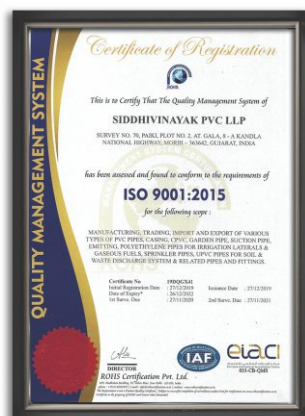 Certificate of Registration
ROHS
This is to Certify That The Quality Management System of
SIDDHIVINAYAK PVC LLP
SURVEY NO. 70, PAIKI, PLOT NO. 2, AT. GALA, 8 - A KANDLA
NATIONAL HIGHWAY, MORBI - 363642, GUJARAT, INDIA
has been assessed and found to conform to the requirements of
ISO 9001:2015
for the following scope :
MANUFACTURING, TRADING, IMPORT AND EXPORT OF VARIOUS
TYPES OF PVC PIPES, CASING, CPVC, GARDEN PIPE, SUCTION PIPE,
EMITTING, POLYETHYLENE PIPES FOR IRRIGATION LATERALS &
GASEOUS FUELS, SPRINKLER PIPES, UPVC PIPES FOR SOIL &
WASTE DISCHARGE SYSTEM & RELATED PIPES AND FITTINGS.
Certificate No : 19DQGX41
Initial Registration Date : 27/12/2019 Issuance Date : 27/12/2019
Date of Expiry* : 26/12/2022
1st Surve. Due : 27/11/2020 2nd Surve. Due : 27/11/2021
QUALITY MANAGEMENT SYSTEM
DIRECTOR
ROHS Certification Pvt. Ltd.
IAF
eiaci